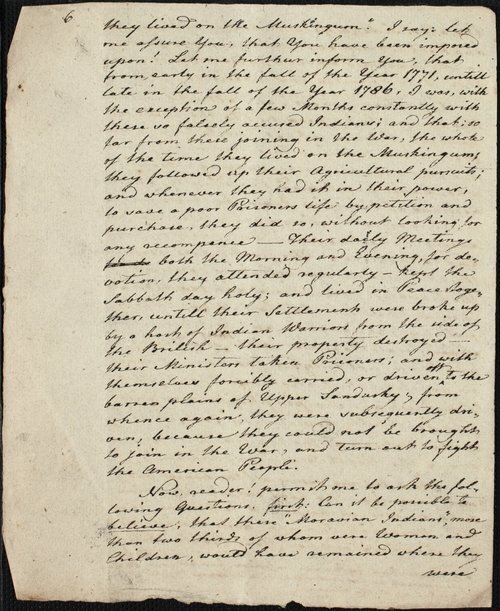 6
they lived on the Muskingum." I say: let
me assure You, that You have been imposed
upon! Let me further inform You, that
from early in the fall of the Year 1771, untill
late in the fall of the Year 1786, I was, with
the exception of a few Months constantly with
these so falsely accused Indians; and that; so
far from these joining in the War, the whole
of the time they lived on the Muskingum;
they followed up their Agricultural pursuits;
and whenever they had it in their power,
to save a poor Prisoners life by petition and
purchase, they did so, without looking for
any recompence — Their daily Meetings
both the Morning and Evening, for de-
votion, they attended regularly — kept the
Sabbath day holy; and lived in Peace toge-
ther, untill their Settlements were broke up
by a host of Indian Warriors from the side of
the British — their property destroyed —
their Ministers taken Prisoners; and with
themselves forcibly carried, or driven off to the
barren plains of Upper Sandusky, from
whence again, they were subsequently dri-
ven, because they could not be brought
to join in the War, and turn out to fight
the American People.
Now, reader! permit me to ask the fol-
lowing Questions, first: Can it be possible to
believe, that these "Moravian Indians", more
than two thirds of whom were Women and
Children, would have remained where they
were